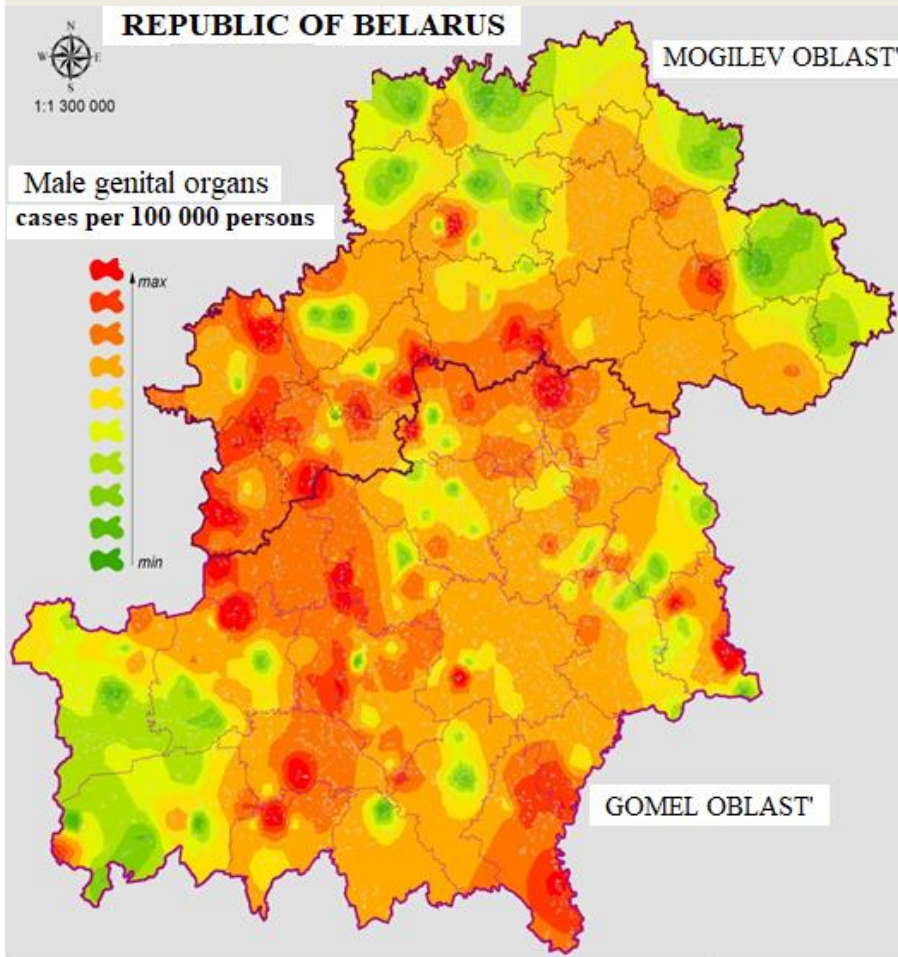 REPUBLIC OF BELARUS
N
W E
S
1:1 300 000
MOGILEV OBLAST'
Male genital organs
cases per 100 000 persons
max
min
GOMEL OBLAST'